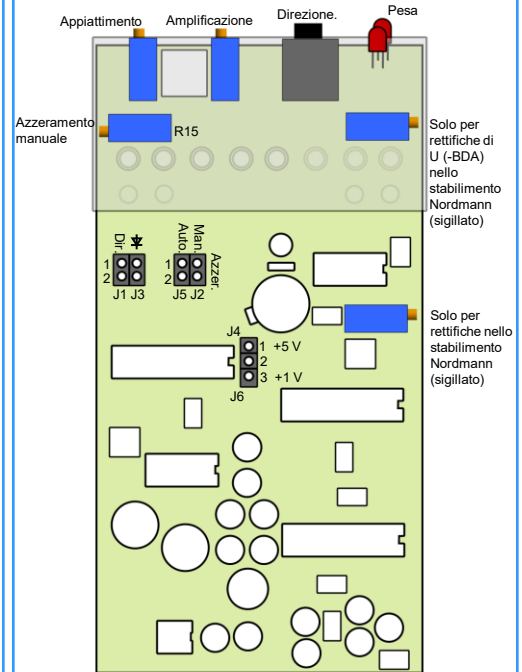 Appiattimento
Amplificazione
Direzione.
Pesa
Azzeramento
manuale
R15
Solo per
rettifiche di
U (-BDA)
nello
stabilimento
Nordmann
(sigillato)
Dir.
Auto
Man.
Azzer.
1
2
1
2
J1 J3
J5 J2
J4
1 +5 V
2
3 +1 V
J6
Solo per
rettifiche nello
stabilimento
Nordmann
(sigillato)